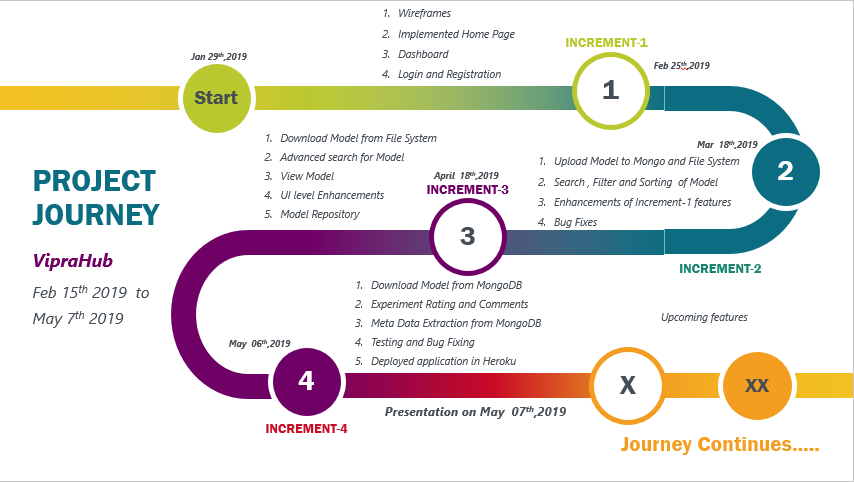 1. Wireframes
2. Implemented Home Page
3. Dashboard
4. Login and Registration
INCREMENT-1
Jan 29th,2019
Feb 25th,2019
Start
1
1. Download Model from File System
2. Advanced search for Model
3. View Model
4. UI level Enhancements
5. Model Repository
Mar 18th,2019
2
1. Upload Model to Mongo and File System
2. Search , Filter and Sorting of Model
3. Enhancements of Increment-1 features
4. Bug Fixes
April 18th,2019
INCREMENT-3
3
INCREMENT-2
PROJECT
JOURNEY
VipraHub
Feb 15th 2019 to
May 7th 2019
1. Download Model from MongoDB
2. Experiment Rating and Comments
3. Meta Data Extraction from MongoDB
4. Testing and Bug Fixing
5. Deployed application in Heroku
Upcoming features
May 06th,2019
4
X
XX
INCREMENT-4
Presentation on May 07th,2019
Journey Continues.....